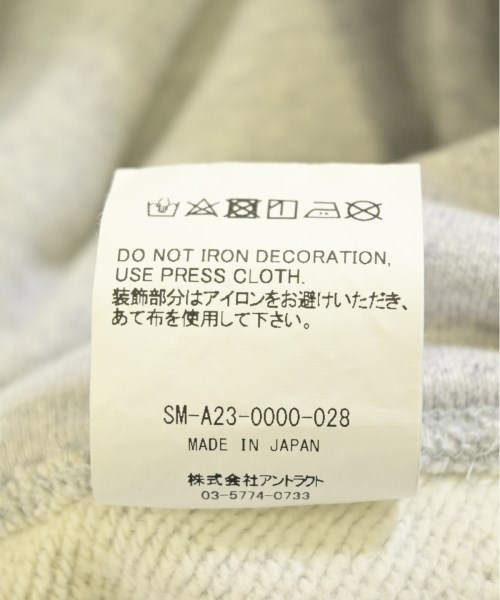 DO NOT IRON DECORATION,
USE PRESS CLOTH.
装飾部分はアイロンをお避けいただき、
あて布を使用して下さい。
SM-A23-0000-028
MADE IN JAPAN
株式会社アントラクト
03-5774-0733